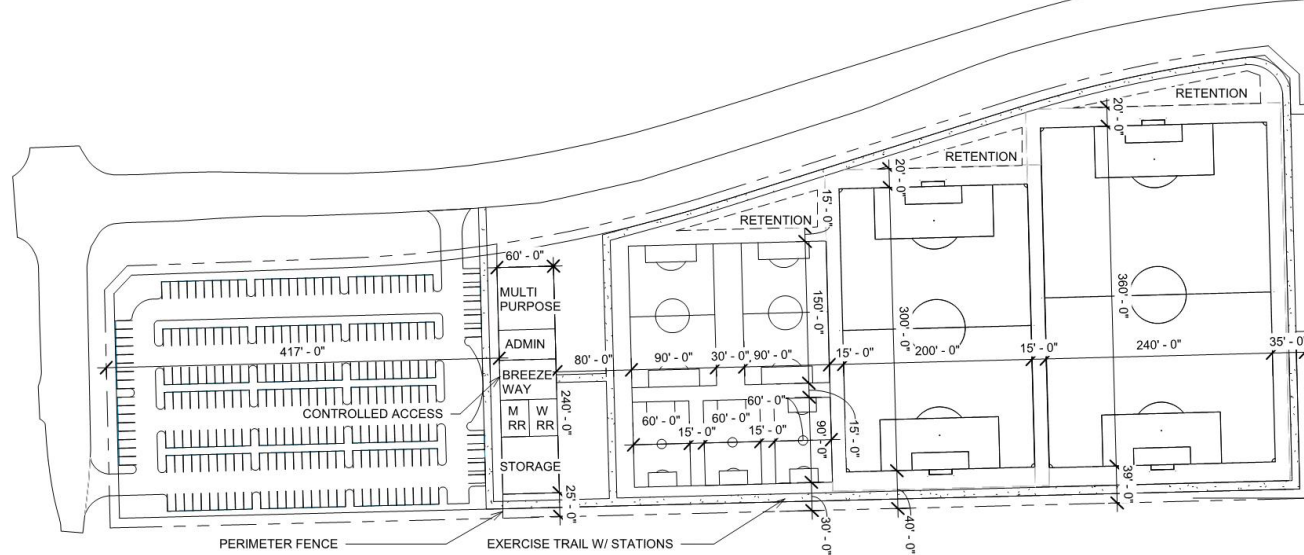 RETENTION
20' - 0"
RETENTION
20' - 0"
RETENTION
15' - 0"
60' - 0"
MULTI
PURPOSE
ADMIN
BREEZE
WAY
M
RR
W
RR
STORAGE
417' - 0"
CONTROLLED ACCESS
80' - 0"
240' - 0"
25' - 0"
90' - 0"
30' - 0"
90' - 0"
150' - 0"
15' - 0"
200' - 0"
300' - 0"
15' - 0"
240' - 0"
360' - 0"
35' - 0"
60' - 0"
60' - 0"
60' - 0"
15' - 0"
15' - 0"
90' - 0"
15' - 0"
30' - 0"
40' - 0"
39' - 0"
PERIMETER FENCE
EXERCISE TRAIL W/ STATIONS